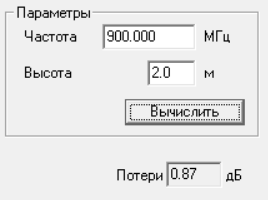 Параметры
Частота 900.000 МГц
Высота 2.0 м
Вычислить
Потери 0.87 дБ